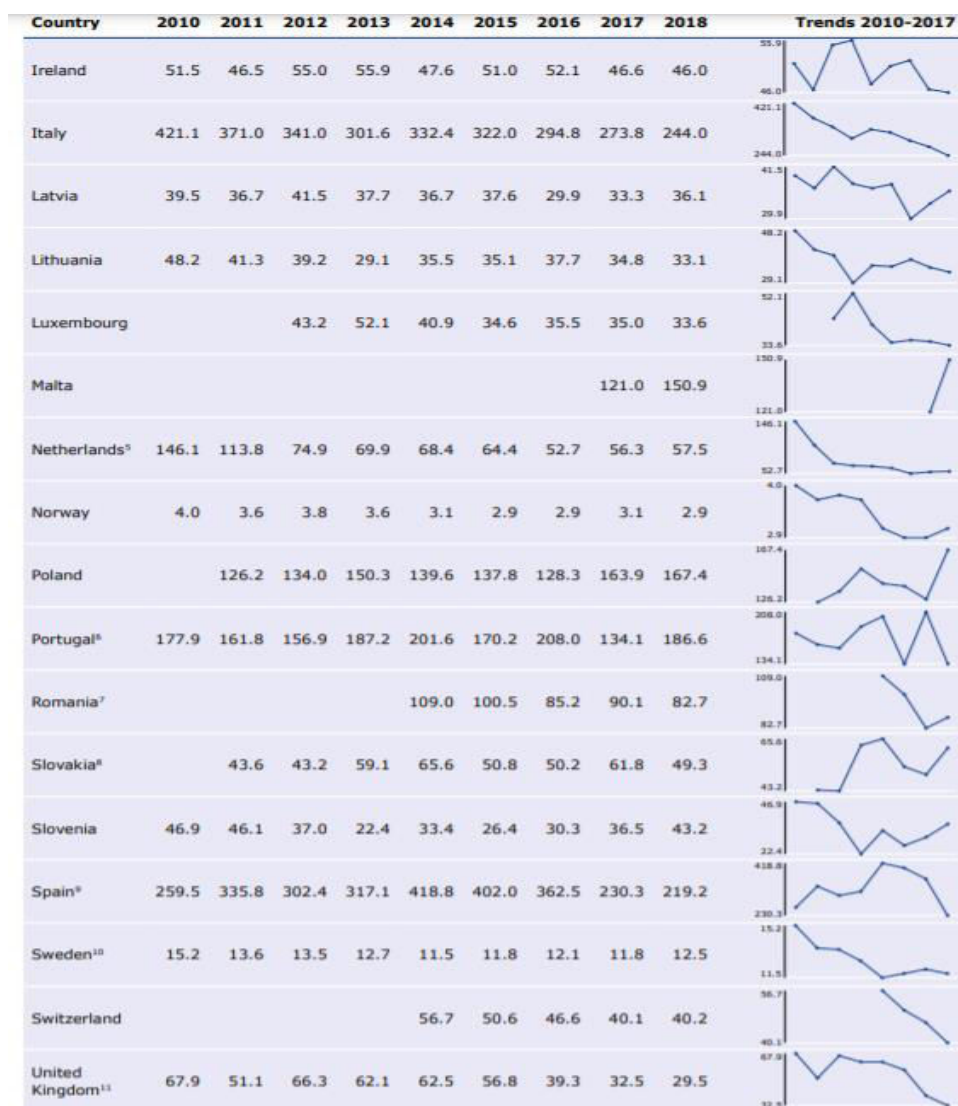 Country 2010 2011 2012 2013 2014 2015 2016 2017 2018 Trends 2010-2017
55.9
Ireland 51.5 46.5 55.0 55.9 47.6 51.0 52.1 46.6 46.0
46.0
421.1
Italy 421.1 371.0 341.0 301.6 332.4 322.0 294.8 273.8 244.0
244.0
41.5
Latvia 39.5 36.7 41.5 37.7 36.7 37.6 29.9 33.3 36.1
29.9
48.2
Lithuania 48.2 41.3 39.2 29.1 35.5 35.1 37.7 34.8 33.1
29.1
52.1
Luxembourg 43.2 52.1 40.9 34.6 35.5 35.0 33.6
33.6
150.9
Malta 121.0 150.9
121.0
146.1
Netherlands⁵ 146.1 113.8 74.9 69.9 68.4 64.4 52.7 56.3 57.5
52.7
4.0
Norway 4.0 3.6 3.8 3.6 3.1 2.9 2.9 3.1 2.9
2.9
167.4
Poland 126.2 134.0 150.3 139.6 137.8 128.3 163.9 167.4
126.2
208.0
Portugal⁶ 177.9 161.8 156.9 187.2 201.6 170.2 208.0 134.1 186.6
134.1
109.0
Romania⁷ 109.0 100.5 85.2 90.1 82.7
82.7
65.6
Slovakia⁸ 43.6 43.2 59.1 65.6 50.8 50.2 61.8 49.3
43.2
46.9
Slovenia 46.9 46.1 37.0 22.4 33.4 26.4 30.3 36.5 43.2
22.4
418.8
Spain⁹ 259.5 335.8 302.4 317.1 418.8 402.0 362.5 230.3 219.2
230.3
15.2
Sweden¹⁰ 15.2 13.6 13.5 12.7 11.5 11.8 12.1 11.8 12.5
11.5
56.7
Switzerland 56.7 50.6 46.6 40.1 40.2
40.1
67.9
United
Kingdom¹¹ 67.9 51.1 66.3 62.1 62.5 56.8 39.3 32.5 29.5
32.5